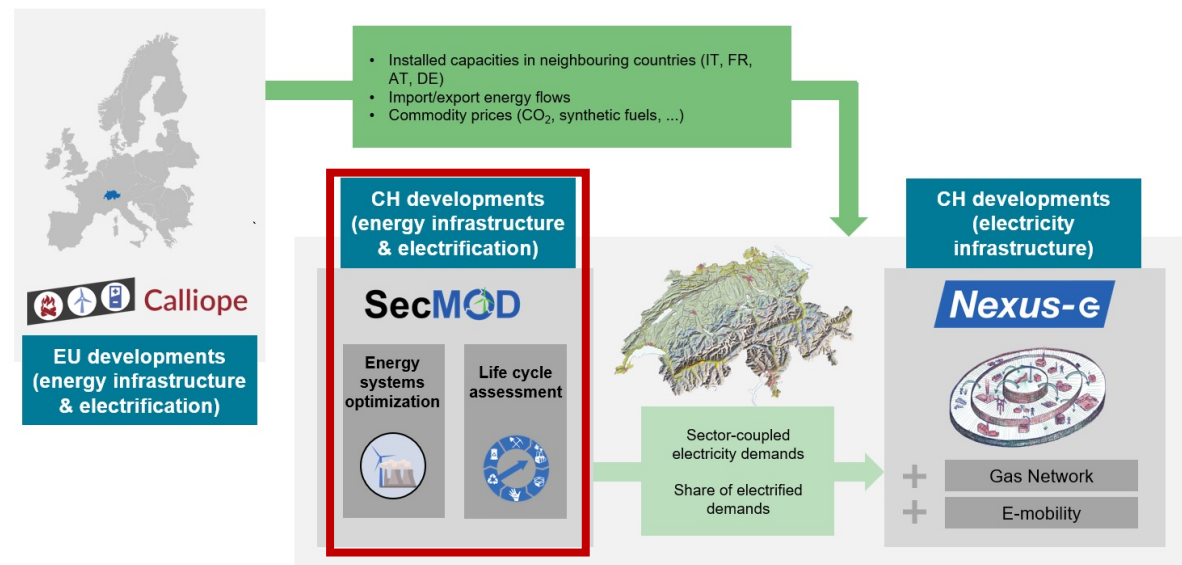 • Installed capacities in neighbouring countries (IT, FR,
AT, DE)
• Import/export energy flows
• Commodity prices (CO₂, synthetic fuels, ...)
Calliope
EU developments
(energy infrastructure
& electrification)
CH developments
(energy infrastructure
& electrification)
SecMOD
Energy
systems
optimization
Life cycle
assessment
Sector-coupled
electricity demands
Share of electrified
demands
CH developments
(electricity
infrastructure)
Nexus-e
+ Gas Network
+ E-mobility